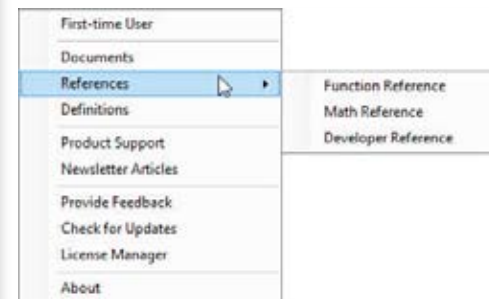 First-time User
Documents
References
Definitions
Product Support
Newsletter Articles
Provide Feedback
Check for Updates
License Manager
About
Function Reference
Math Reference
Developer Reference